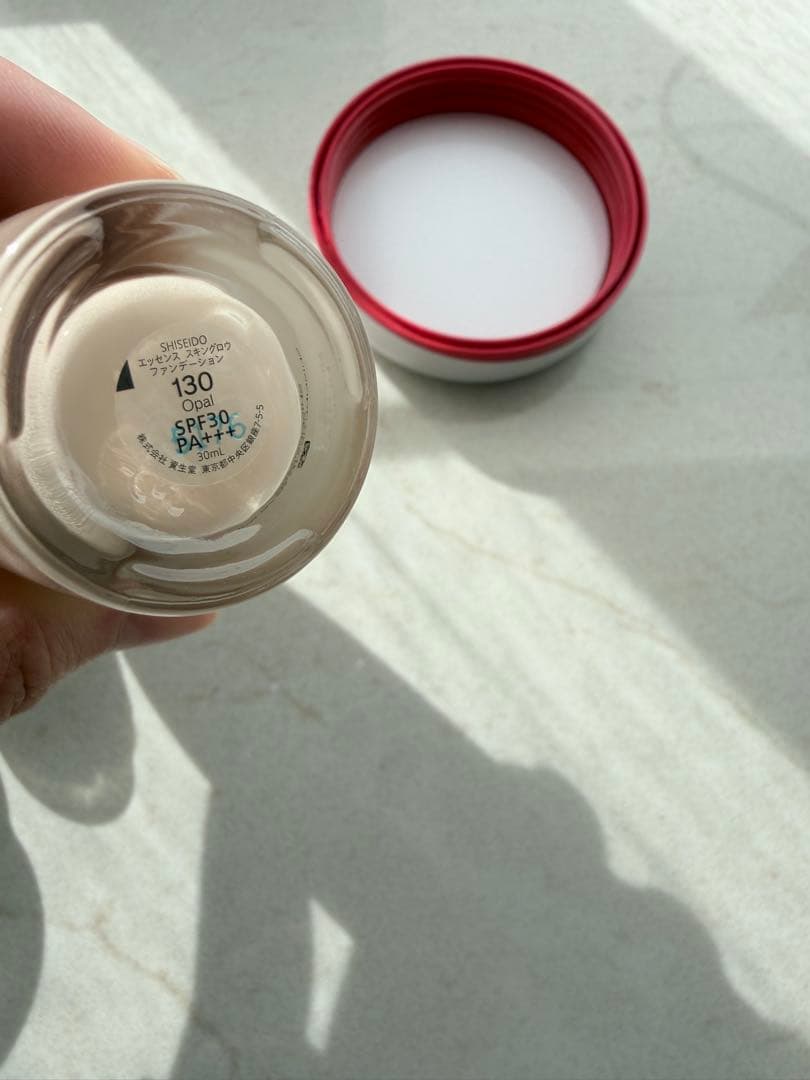 SHISEIDO
エッセンス スキングロウ
ファンデーション
130
Opal
SPF30
PA+++
30mL
株式会社 資生堂 東京都中央区銀座7-5-5